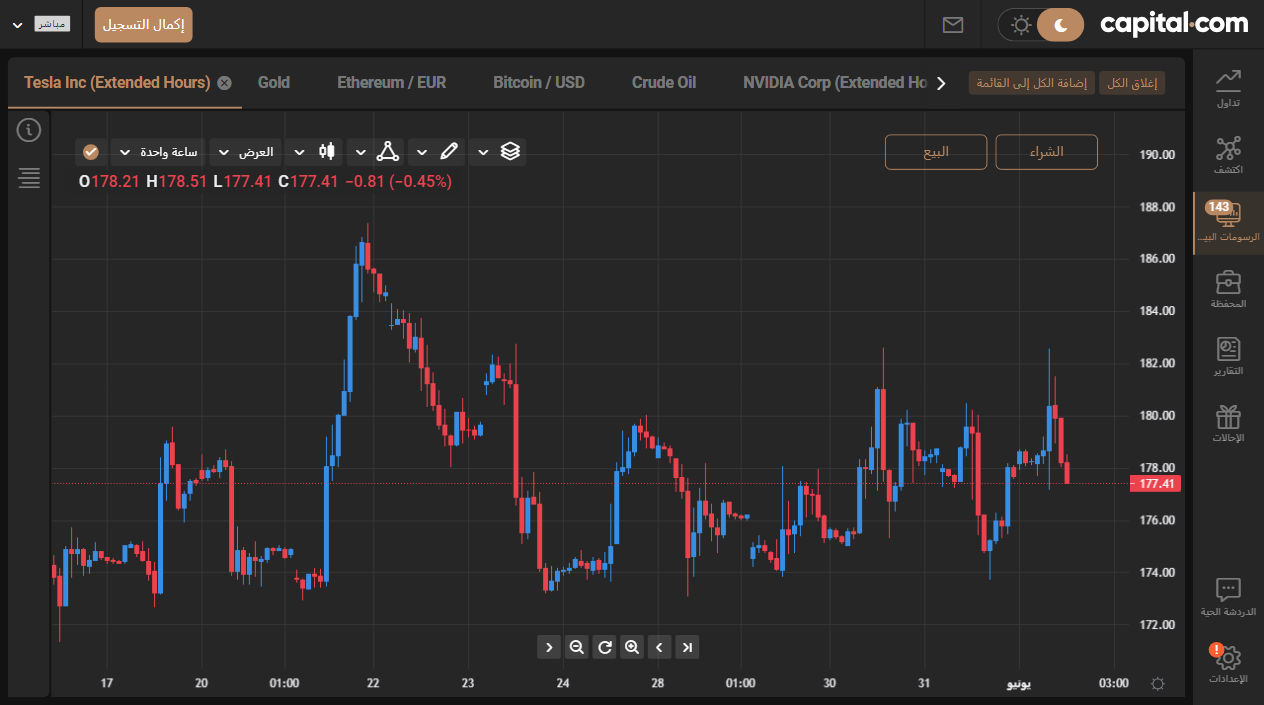 مباشر
إكمال التسجيل
capital.com
Tesla Inc (Extended Hours)
Gold
Ethereum / EUR
Bitcoin / USD
Crude Oil
NVIDIA Corp (Extended Ho
إضافة الكل إلى القائمة
إغلاق الكل
ساعة واحدة
العرض
البيع
الشراء
O178.21 H178.51 L177.41 C177.41 −0.81 (−0.45%)
190.00
188.00
186.00
184.00
182.00
180.00
178.00
177.41
176.00
174.00
172.00
17
20
01:00
22
23
24
28
01:00
30
31
يونيو
03:00
تداول
اكتشف
143
الرسومات البيـ...
المحفظة
التقارير
الإحالات
الدردشة الحية
!
الإعدادات